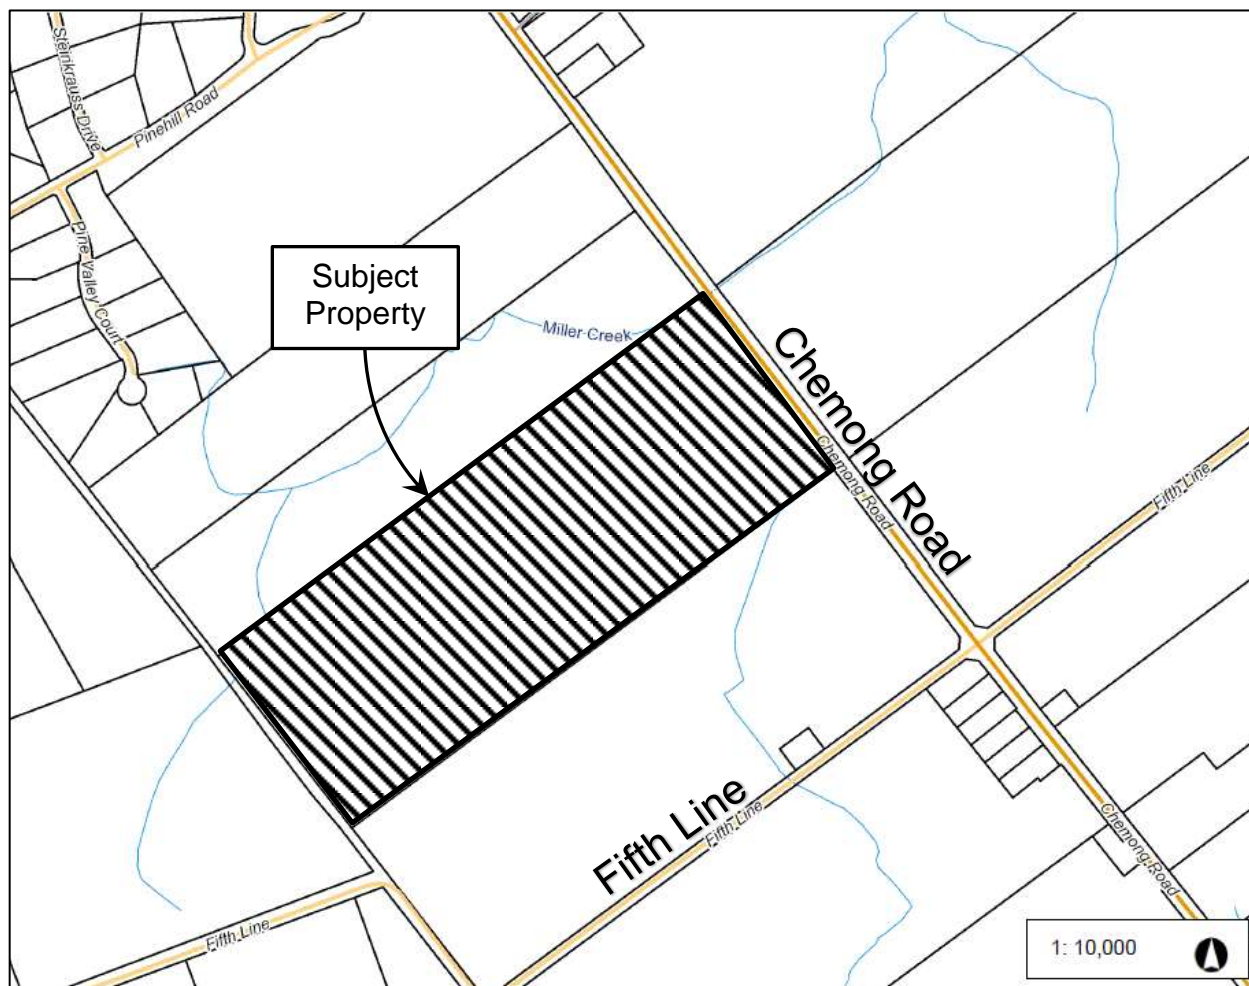 Steinkrauss Drive
Pinehill Road
Pine Valley Court
Subject
Property
Miller Creek
Chemong Road
Chemong Road
Fifth Line
Fifth Line
Fifth Line
Chemong Road
Fifth Line
1: 10,000